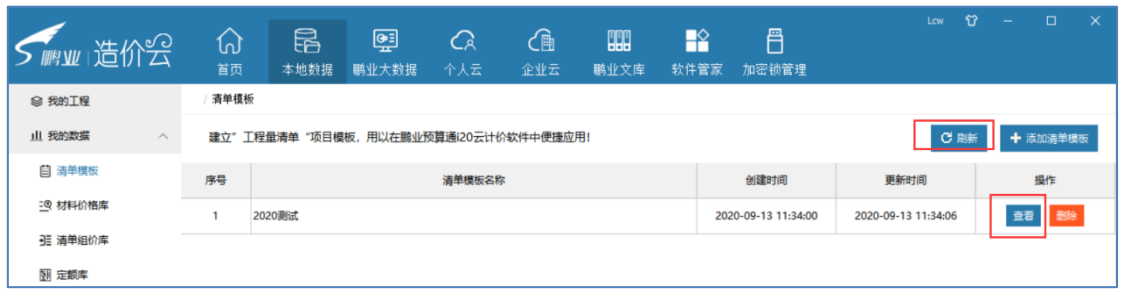 Lcw
鹏业 造价云
首页 本地数据 鹏业大数据 个人云 企业云 鹏业文库 软件管家 加密锁管理
我的工程
/ 清单模板
我的数据
建立”工程量清单“项目模板，用以在鹏业预算通i20云计价软件中便捷应用！
刷新
添加清单模板
清单模板
序号 清单模板名称 创建时间 更新时间 操作
材料价格库
1 2020测试 2020-09-13 11:34:00 2020-09-13 11:34:06 查看 删除
清单组价库
定额库